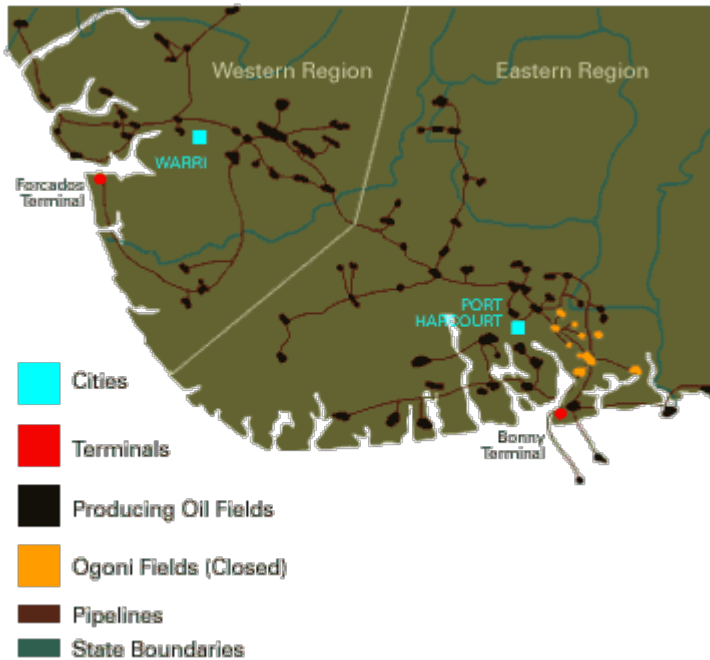 Western Region
Eastern Region
WARRI
Forcados
Terminal
PORT
HARCOURT
Bonny
Terminal
Cities
Terminals
Producing Oil Fields
Ogoni Fields (Closed)
Pipelines
State Boundaries